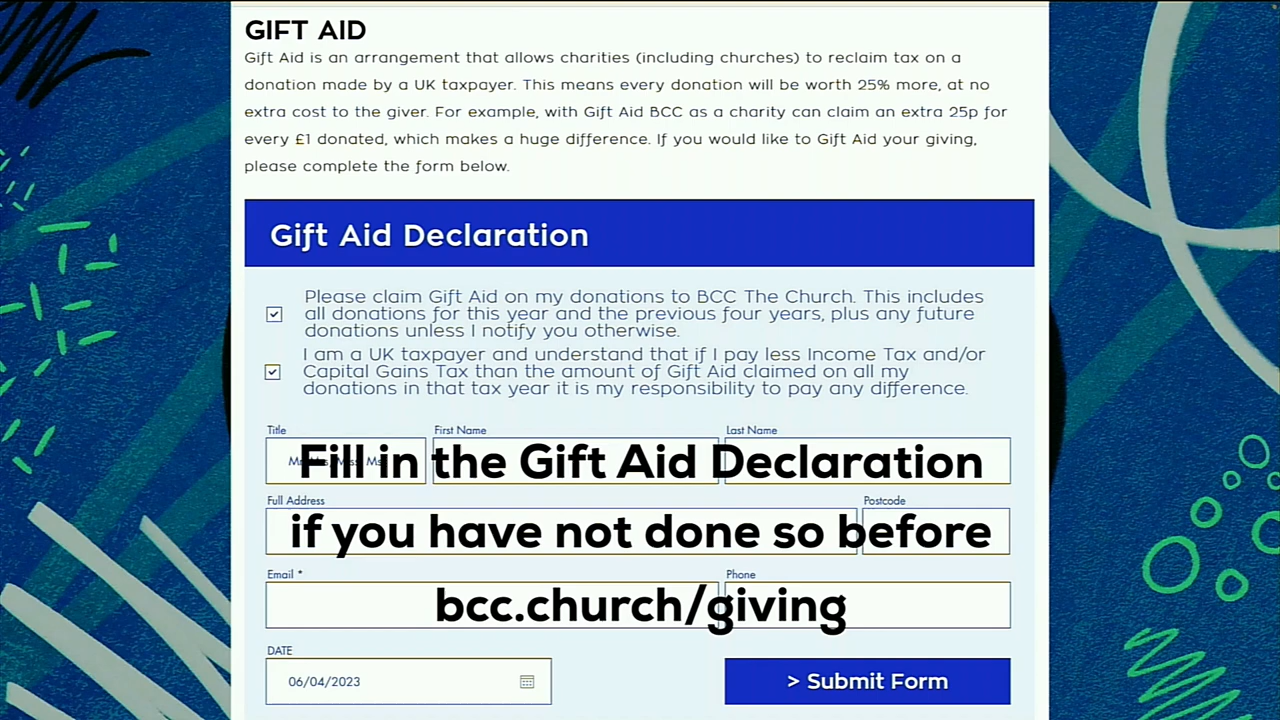 GIFT AID
Gift Aid is an arrangement that allows charities (including churches) to reclaim tax on a
donation made by a UK taxpayer. This means every donation will be worth 25% more, at no
extra cost to the giver. For example, with Gift Aid BCC as a charity can claim an extra 25p for
every £1 donated, which makes a huge difference. If you would like to Gift Aid your giving,
please complete the form below.
Gift Aid Declaration
Please claim Gift Aid on my donations to BCC The Church. This includes
all donations for this year and the previous four years, plus any future
donations unless I notify you otherwise.
I am a UK taxpayer and understand that if I pay less Income Tax and/or
Capital Gains Tax than the amount of Gift Aid claimed on all my
donations in that tax year it is my responsibility to pay any difference.
Title First Name Last Name
Fill in the Gift Aid Declaration
Full Address Postcode
if you have not done so before
Email * Phone
bcc.church/giving
DATE
06/04/2023
> Submit Form